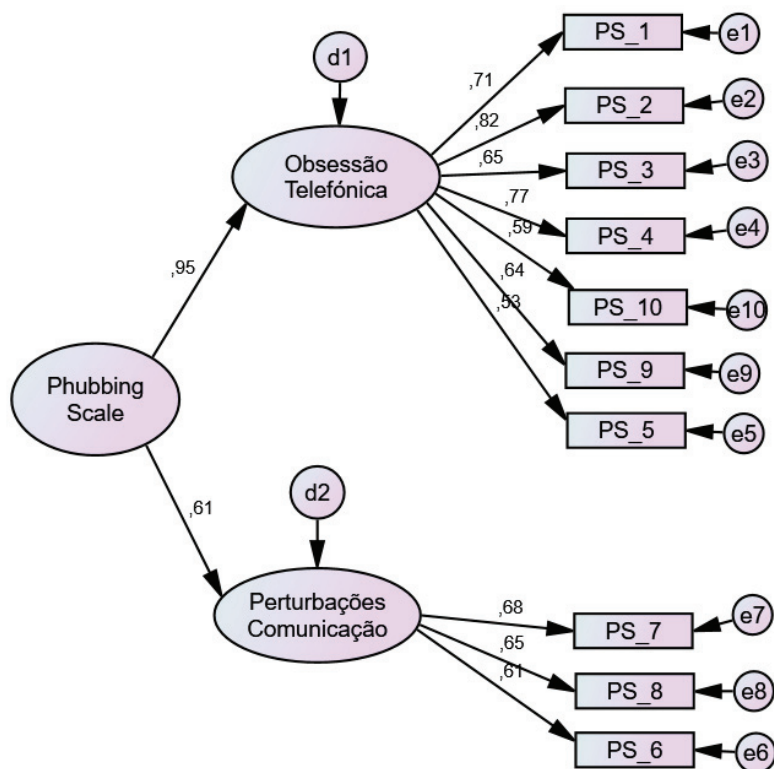 d1
Obsessão
Telefónica
,71
,82
,65
,77
,59
,64
,53
PS_1
e1
PS_2
e2
PS_3
e3
PS_4
e4
PS_10
e10
PS_9
e9
PS_5
e5
,95
Phubbing
Scale
,61
d2
Perturbações
Comunicação
,68
,65
,61
PS_7
e7
PS_8
e8
PS_6
e6